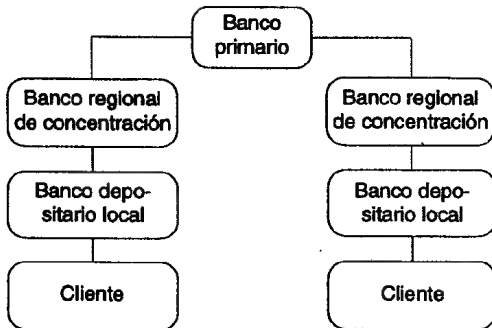 Banco
primario
Banco regional
de concentración
Banco regional
de concentración
Banco depo-
sitario local
Banco depo-
sitario local
Cliente
Cliente